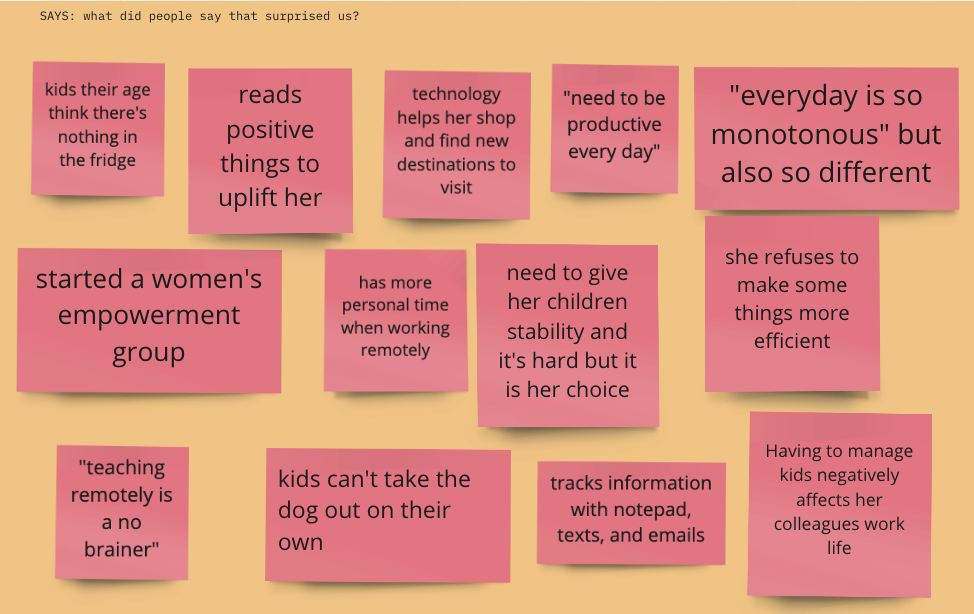 SAYS: what did people say that surprised us?
kids their age
think there's
nothing in
the fridge
reads
positive
things to
uplift her
technology
helps her shop
and find new
destinations to
visit
"need to be
productive
every day"
"everyday is so
monotonous" but
also so different
started a women's
empowerment
group
has more
personal time
when working
remotely
need to give
her children
stability and
it's hard but it
is her choice
she refuses to
make some
things more
efficient
"teaching
remotely is
a no
brainer"
kids can't take the
dog out on their
own
tracks information
with notepad,
texts, and emails
Having to manage
kids negatively
affects her
colleagues work
life